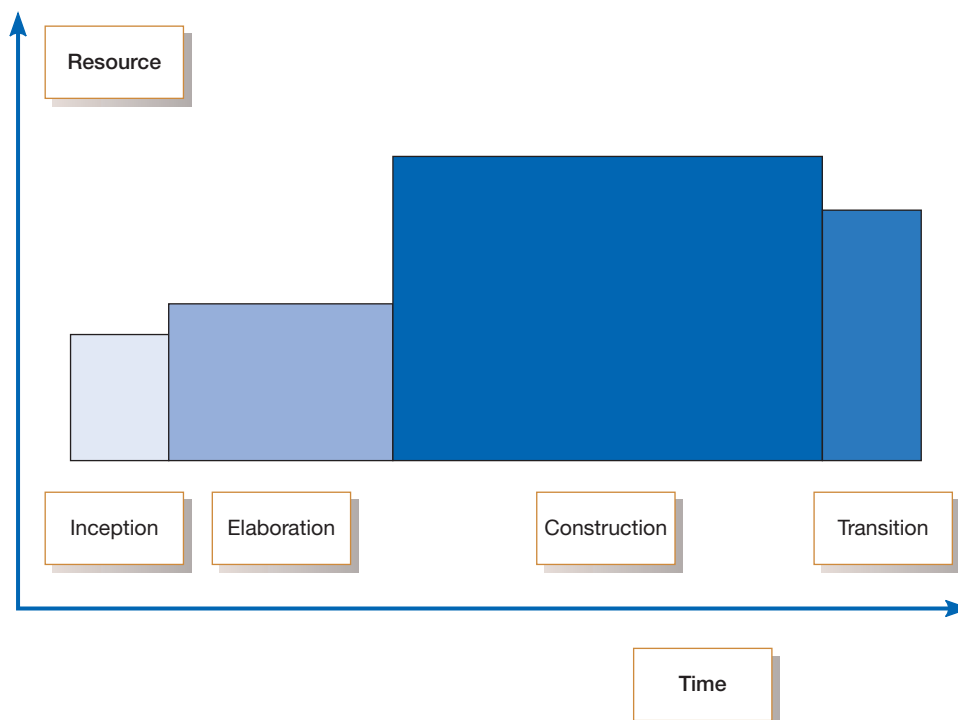 Resource
Inception
Elaboration
Construction
Transition
Time